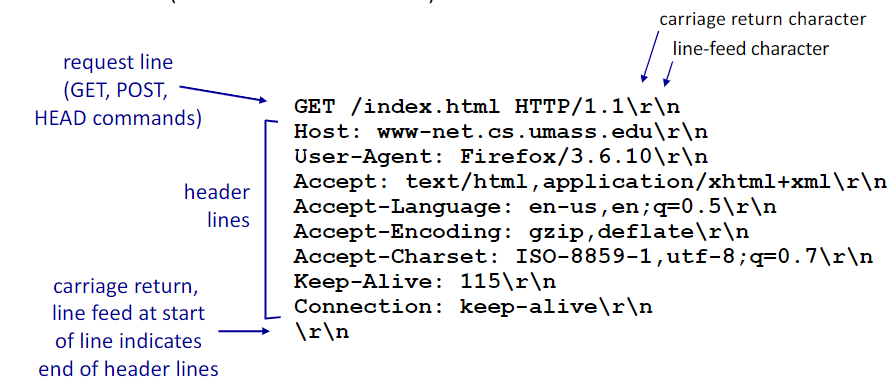 carriage return character
line-feed character
request line
(GET, POST,
HEAD commands)
GET /index.html HTTP/1.1\r\n
Host: www-net.cs.umass.edu\r\n
User-Agent: Firefox/3.6.10\r\n
Accept: text/html,application/xhtml+xml\r\n
Accept-Language: en-us,en;q=0.5\r\n
Accept-Encoding: gzip,deflate\r\n
Accept-Charset: ISO-8859-1,utf-8;q=0.7\r\n
Keep-Alive: 115\r\n
Connection: keep-alive\r\n
\r\n
header
lines
carriage return,
line feed at start
of line indicates
end of header lines